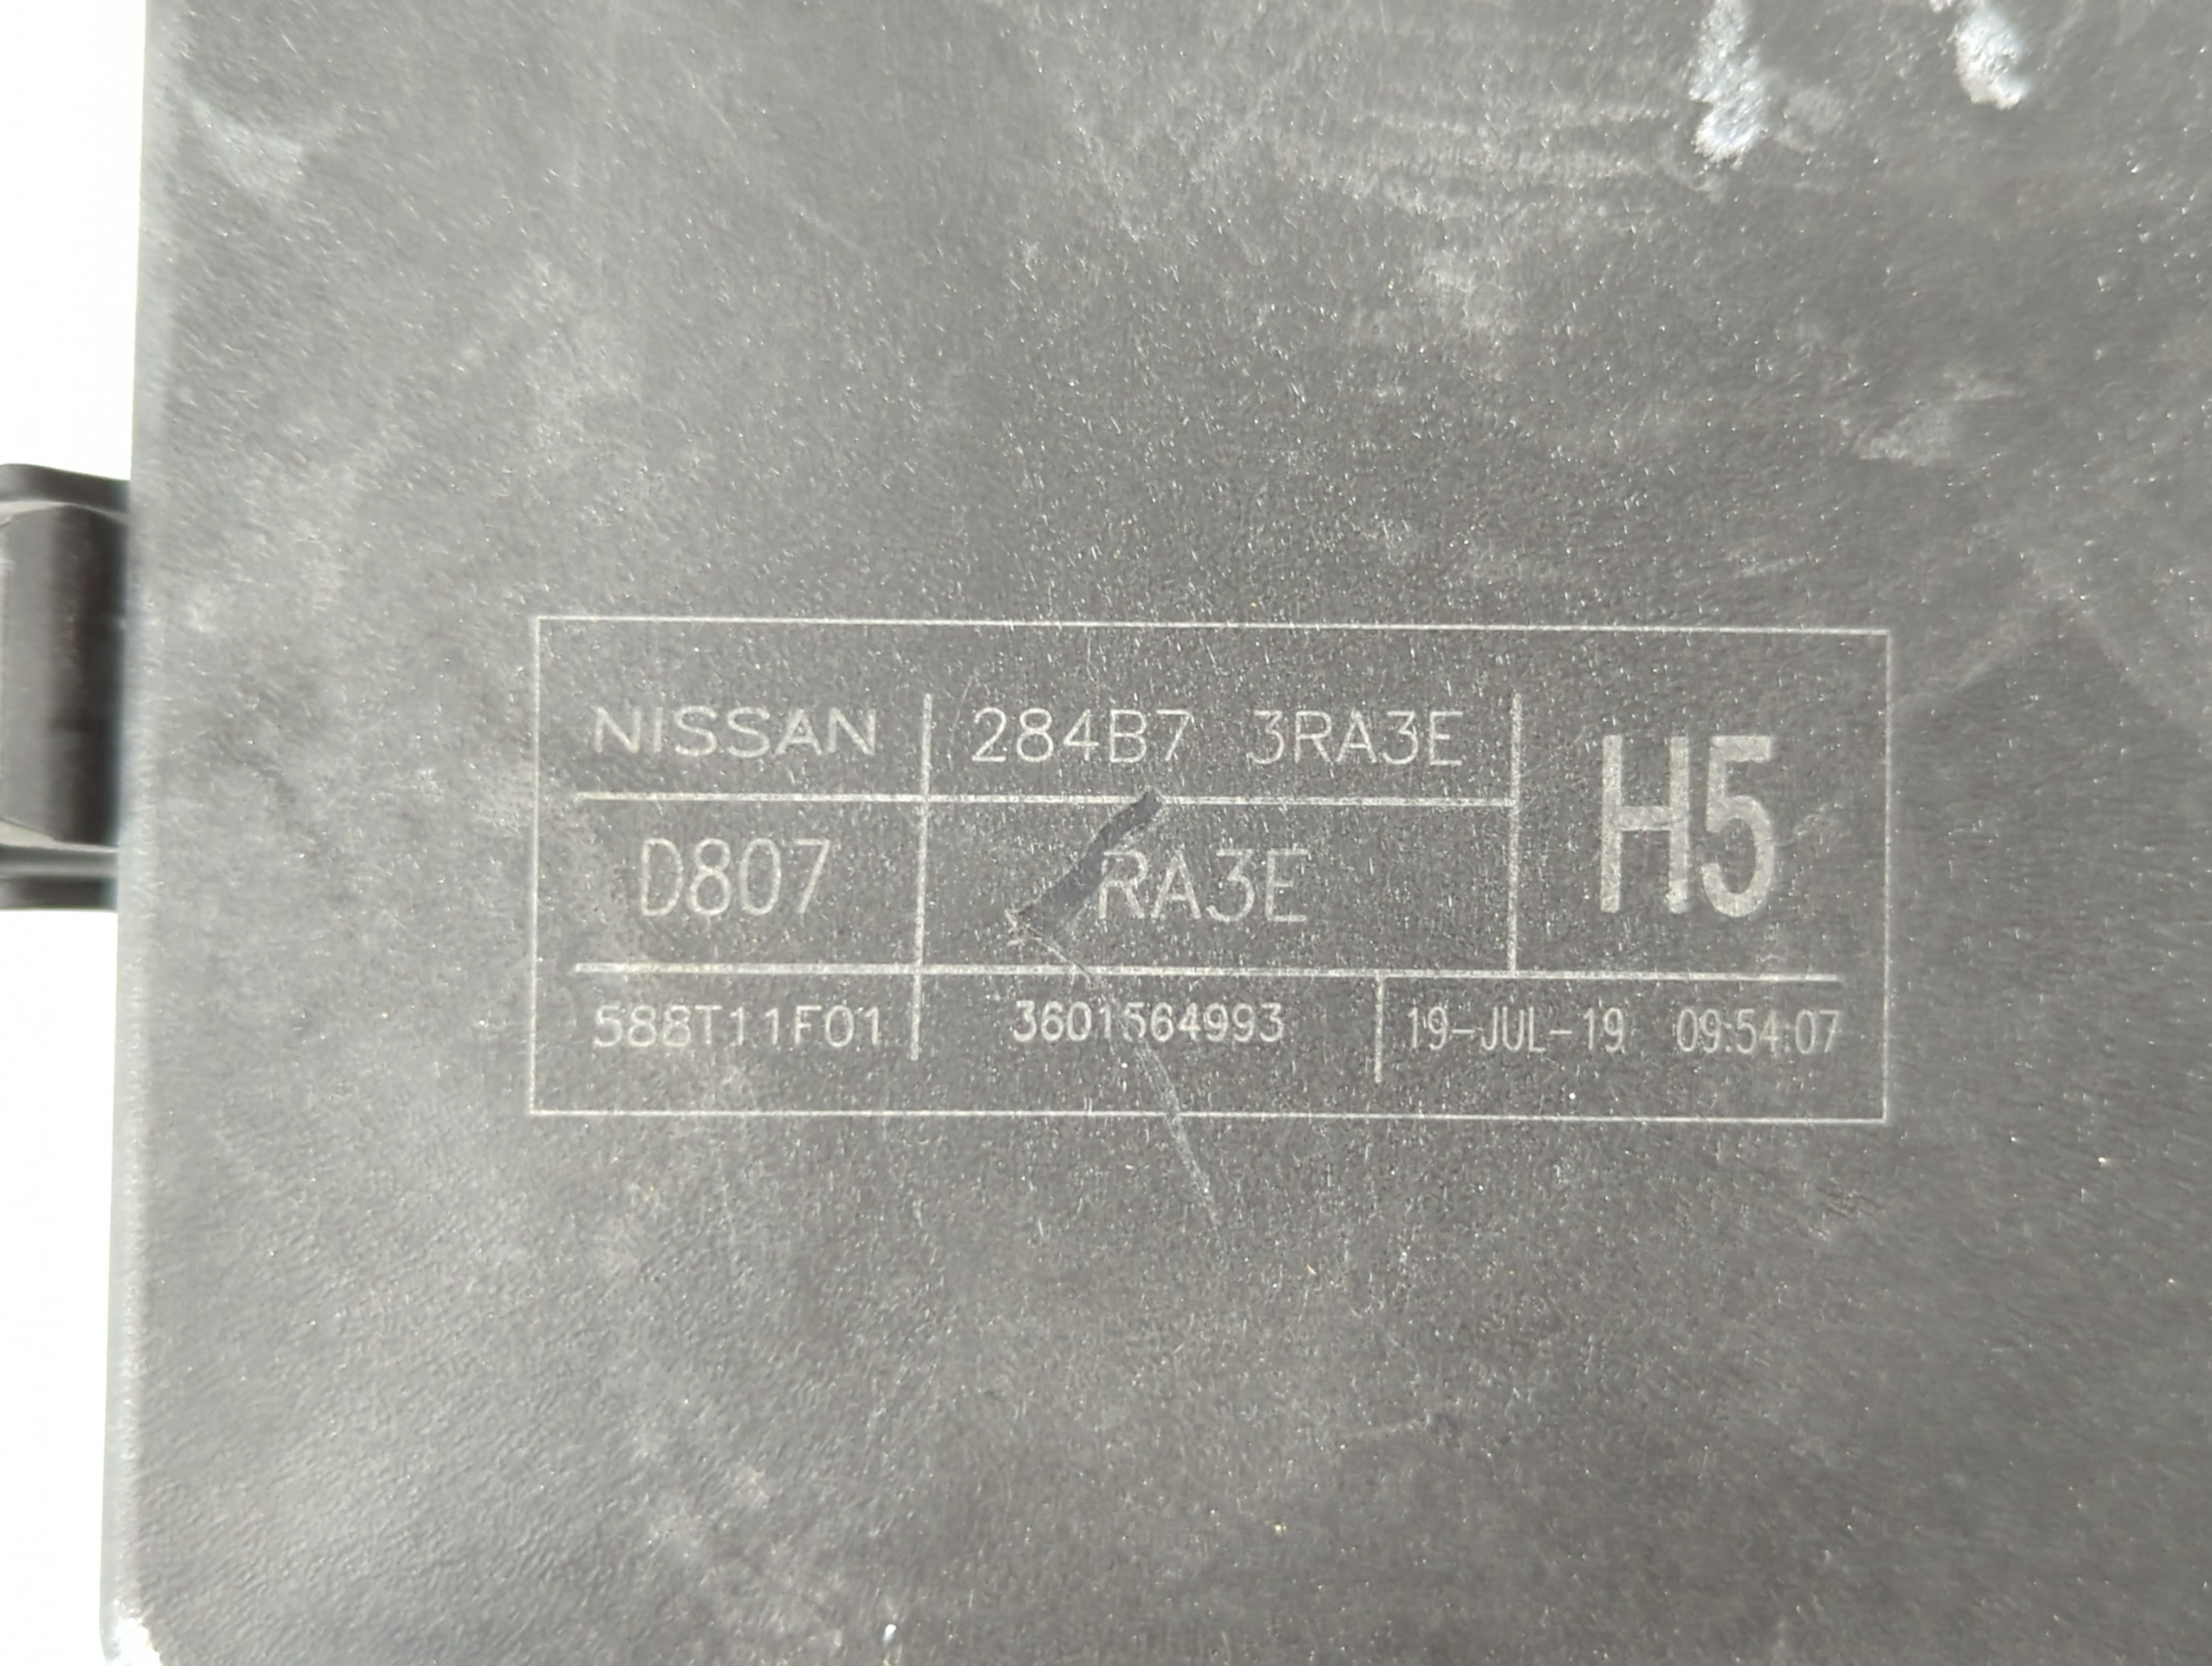 NISSAN 284B7 3RA3E H5
D807 RA3E
588T11F01 3601564993 19-JUL-19 09:54:07